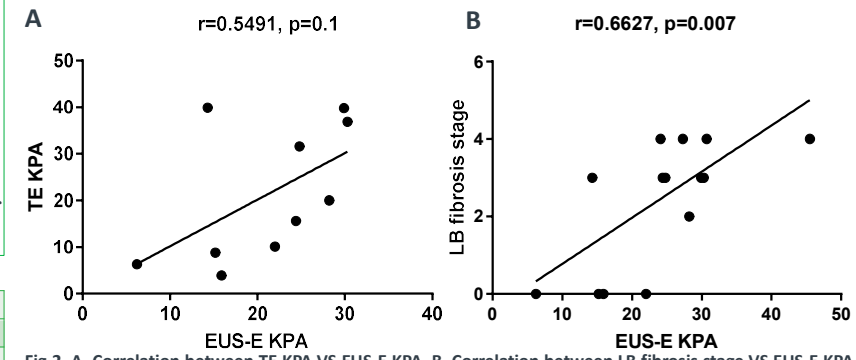 A
r=0.5491, p=0.1
50
40
30
20
10
0
TE KPA
0 10 20 30 40
EUS-E KPA
B
r=0.6627, p=0.007
6
4
2
0
LB fibrosis stage
0 10 20 30 40 50
EUS-E KPA
Fig 2. A. Correlation between TE KPA VS EUS-E KPA. B. Correlation between LB fibrosis stage VS EUS-E KPA